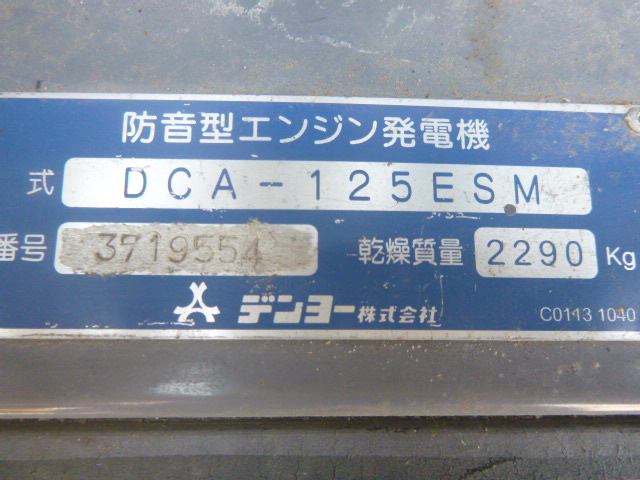 防音型エンジン発電機
式 DCA-125ESM
番号 3719554 乾燥質量 2290 Kg
デンヨー株式会社 C0113 1040